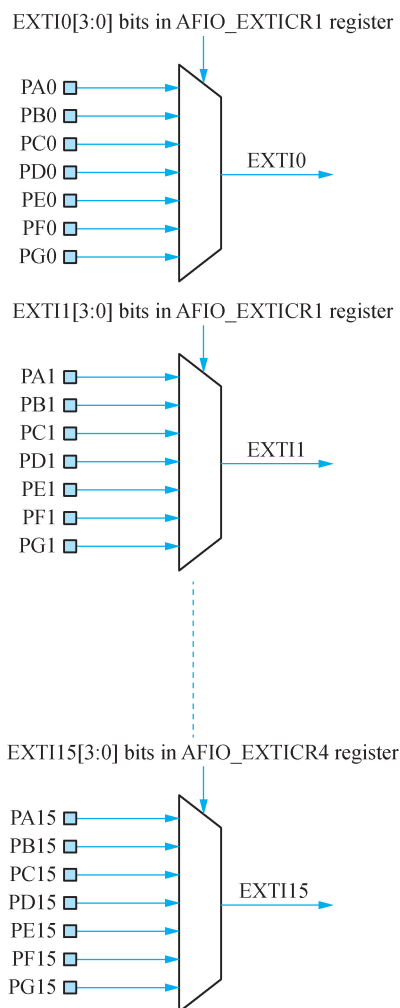 EXTI0[3:0] bits in AFIO_EXTICR1 register
PA0
PB0
PC0
PD0
EXTI0
PE0
PF0
PG0
EXTI1[3:0] bits in AFIO_EXTICR1 register
PA1
PB1
PC1
PD1
EXTI1
PE1
PF1
PG1
EXTI15[3:0] bits in AFIO_EXTICR4 register
PA15
PB15
PC15
PD15
EXTI15
PE15
PF15
PG15